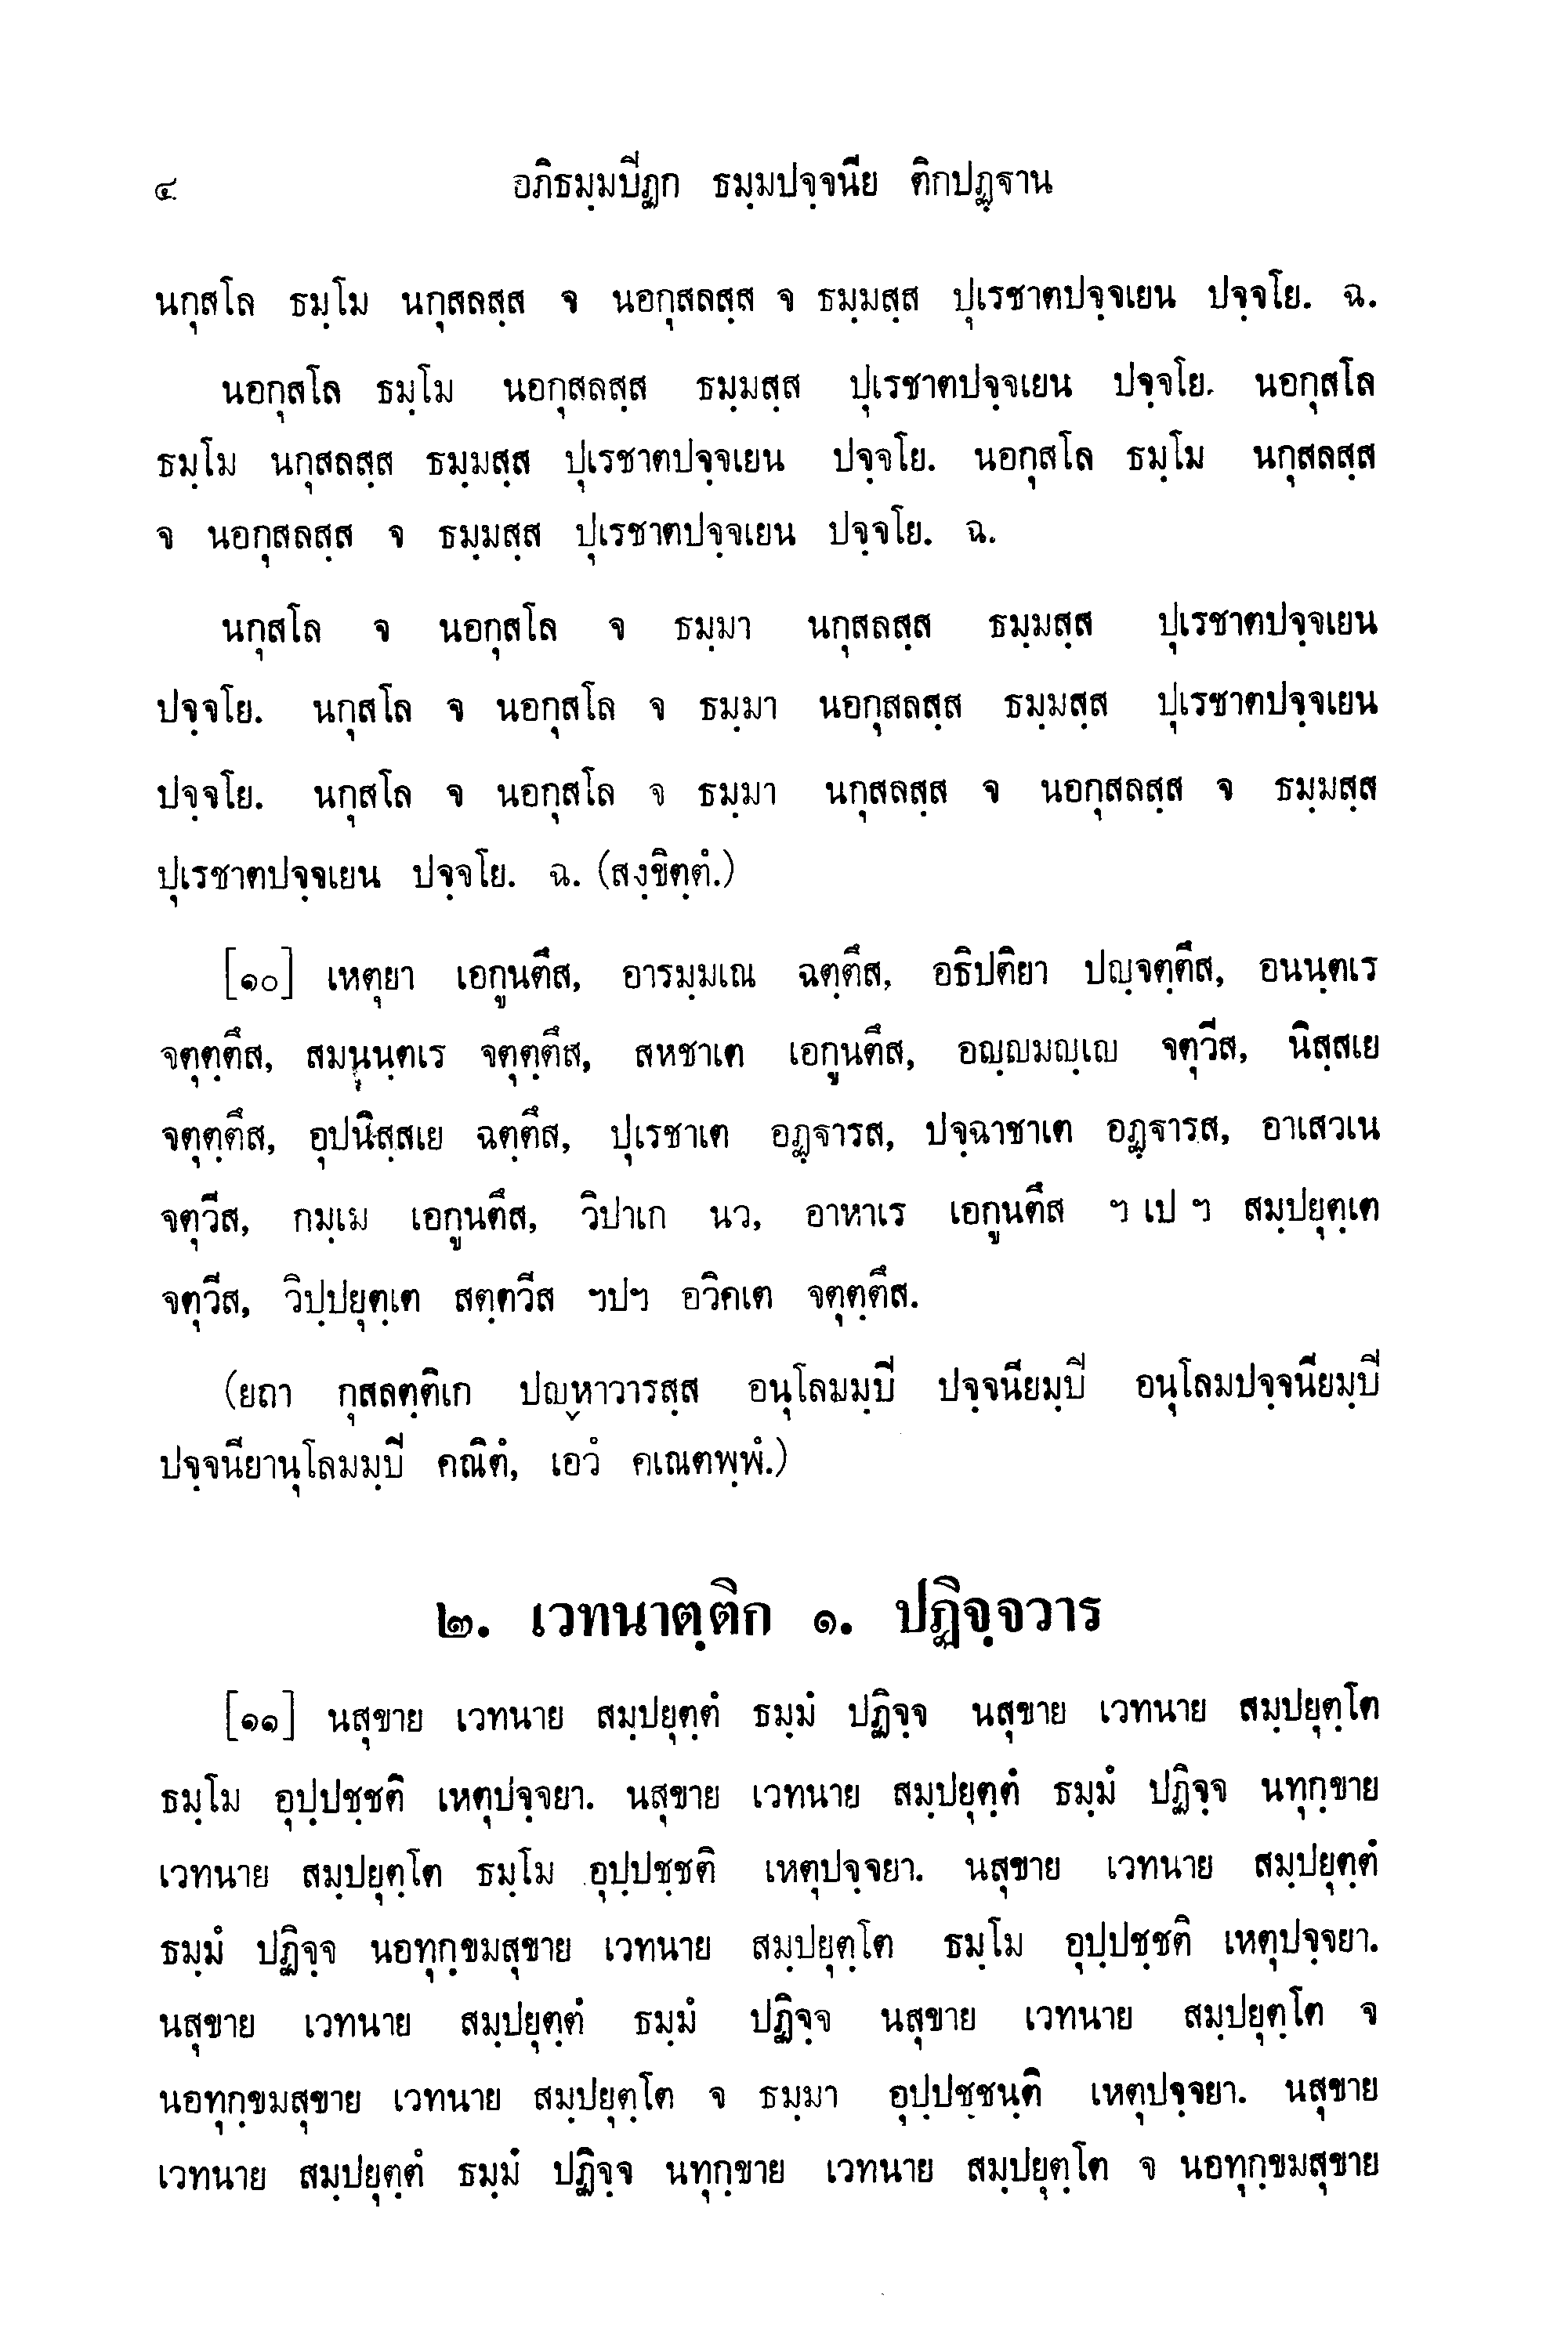 ๔ อภิธมฺมปีฏก ธมฺมปจฺจนีย ติกปฏฺฐาน
นกุสโล ธมฺโม นกุสลสฺส จ นอกุสลสฺส จ ธมฺมสฺส ปุเรชาตปจฺจเยน ปจฺจโย. ฉ.
นอกุสโล ธมฺโม นอกุสลสฺส ธมฺมสฺส ปุเรชาตปจฺจเยน ปจฺจโย. นอกุสโล
ธมฺโม นกุสลสฺส ธมฺมสฺส ปุเรชาตปจฺจเยน ปจฺจโย. นอกุสโล ธมฺโม นกุสลสฺส
จ นอกุสลสฺส จ ธมฺมสฺส ปุเรชาตปจฺจเยน ปจฺจโย. ฉ.
นกุสโล จ นอกุสโล จ ธมฺมา นกุสลสฺส ธมฺมสฺส ปุเรชาตปจฺจเยน
ปจฺจโย. นกุสโล จ นอกุสโล จ ธมฺมา นอกุสลสฺส ธมฺมสฺส ปุเรชาตปจฺจเยน
ปจฺจโย. นกุสโล จ นอกุสโล จ ธมฺมา นกุสลสฺส จ นอกุสลสฺส จ ธมฺมสฺส
ปุเรชาตปจฺจเยน ปจฺจโย. ฉ. (สงฺขิตฺตํ.)
[๑๐] เหตุยา เอกูนตึส, อารมฺมเณ ฉตฺตึส, อธิปติยา ปญฺจตฺตึส, อนนฺตเร
จตุตฺตึส, สมนุนฺตเร จตุตฺตึส, สหชาเต เอกูนตึส, อญฺญมญฺเญ จตุวีส, นิสฺสเย
จตุตฺตึส, อุปนิสฺสเย ฉตฺตึส, ปุเรชาเต อฏฺฐารส, ปจฺฉาชาเต อฏฺฐารส, อาเสวเน
จตุวีส, กมฺเม เอกูนตึส, วิปาเก นว, อาหาเร เอกูนตึส ฯ เป ฯ สมฺปยุตฺเต
จตุวีส, วิปฺปยุตฺเต สตฺตวีส ฯปฯ อวิคเต จตุตฺตึส.
(ยถา กุสลตฺติเก ปญฺหาวารสฺส อนุโลมมฺปี ปจฺจนียมฺปี อนุโลมปจฺจนียมฺปี
ปจฺจนียานุโลมมฺปี คณิตํ, เอวํ คเณตพฺพํ.)
๒. เวทนาตฺติก ๑. ปฏิจฺจวาร
[๑๑] นสุขาย เวทนาย สมฺปยุตฺตํ ธมฺมํ ปฏิจฺจ นสุขาย เวทนาย สมฺปยุตฺโต
ธมฺโม อุปฺปชฺชติ เหตุปจฺจยา. นสุขาย เวทนาย สมฺปยุตฺตํ ธมฺมํ ปฏิจฺจ นทุกฺขาย
เวทนาย สมฺปยุตฺโต ธมฺโม อุปฺปชฺชติ เหตุปจฺจยา. นสุขาย เวทนาย สมฺปยุตฺตํ
ธมฺมํ ปฏิจฺจ นอทุกฺขมสุขาย เวทนาย สมฺปยุตฺโต ธมฺโม อุปฺปชฺชติ เหตุปจฺจยา.
นสุขาย เวทนาย สมฺปยุตฺตํ ธมฺมํ ปฏิจฺจ นสุขาย เวทนาย สมฺปยุตฺโต จ
นอทุกฺขมสุขาย เวทนาย สมฺปยุตฺโต จ ธมฺมา อุปฺปชฺชนฺติ เหตุปจฺจยา. นสุขาย
เวทนาย สมฺปยุตฺตํ ธมฺมํ ปฏิจฺจ นทุกฺขาย เวทนาย สมฺปยุตฺโต จ นอทุกฺขมสุขาย